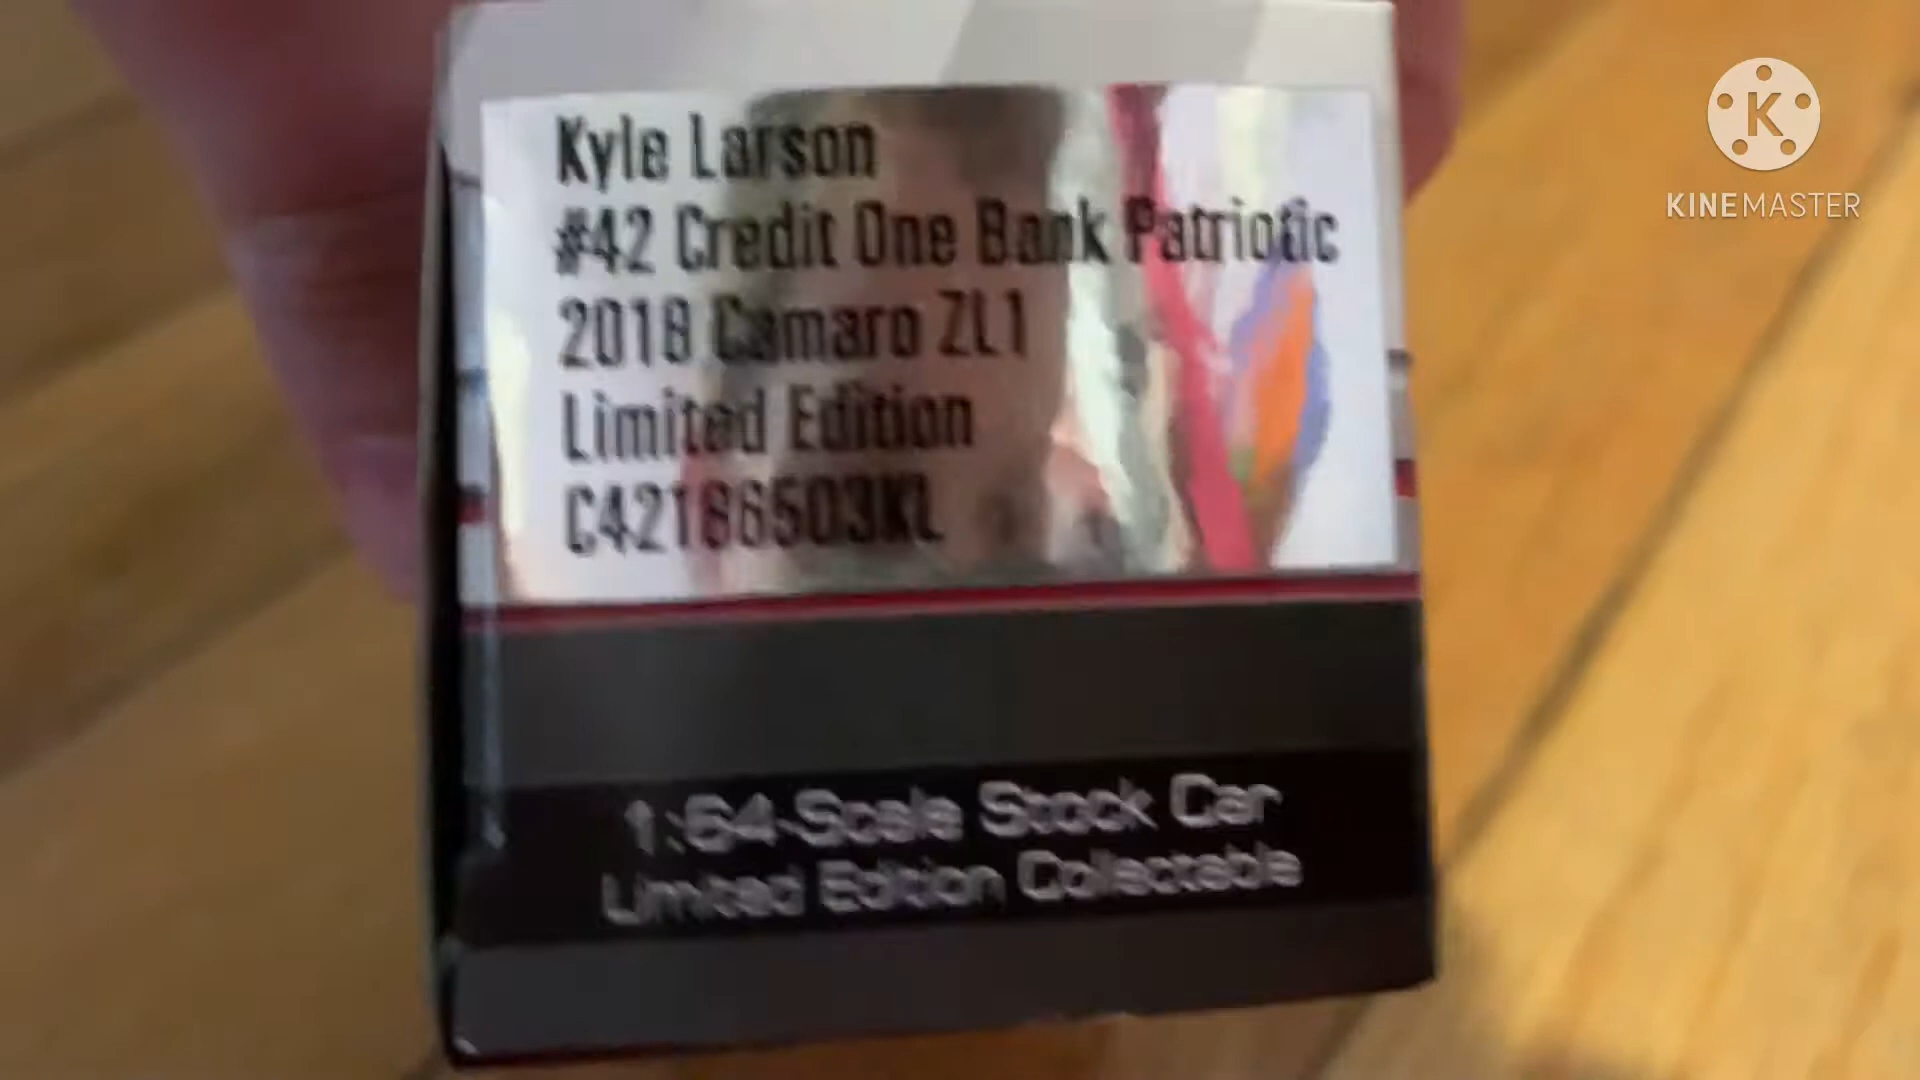 Kyle Larson
#42 Credit One Bank Patriotic
2018 Camaro ZL1
Limited Edition
C42186503KL
1:64-Scale Stock Car
Limited Edition Collectable
K
KINEMASTER